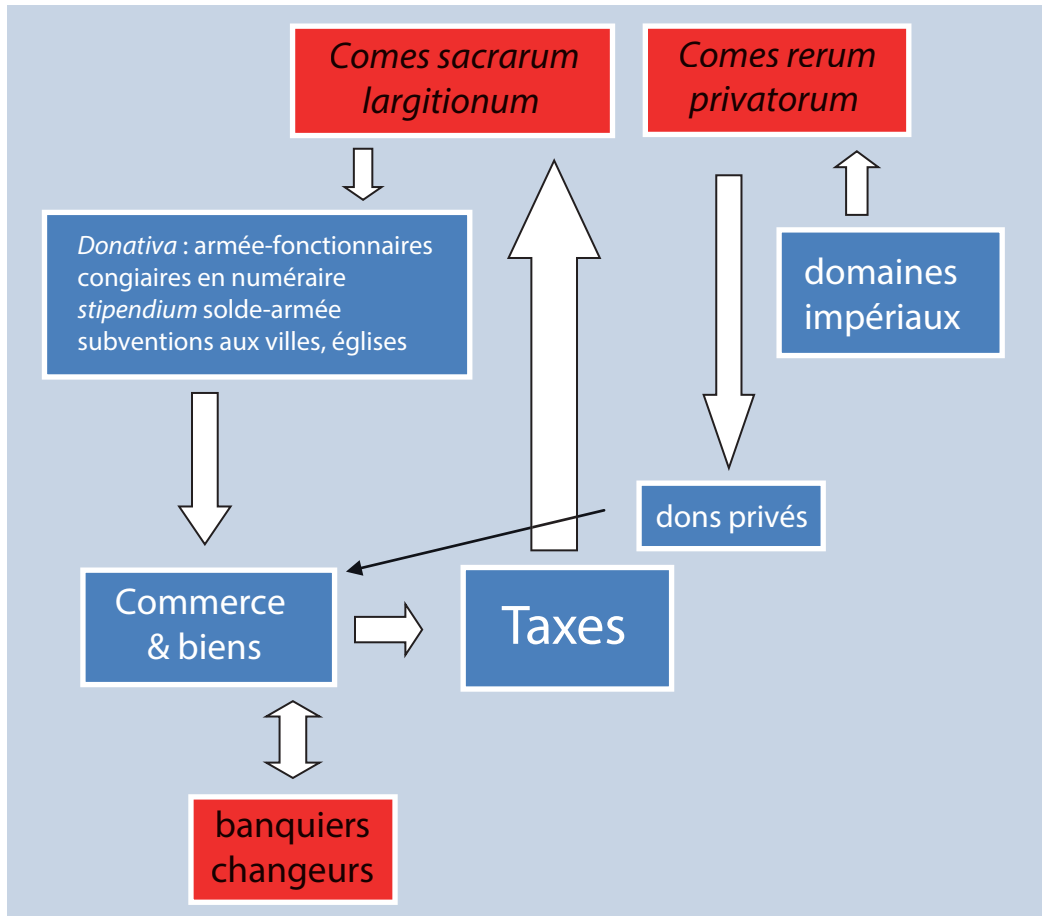 Comes sacrarum
largitionum
Comes rerum
privatorum
Donativa : armée-fonctionnaires
congiaires en numéraire
stipendium solde-armée
subventions aux villes, églises
domaines
impériaux
dons privés
Commerce
& biens
Taxes
banquiers
changeurs